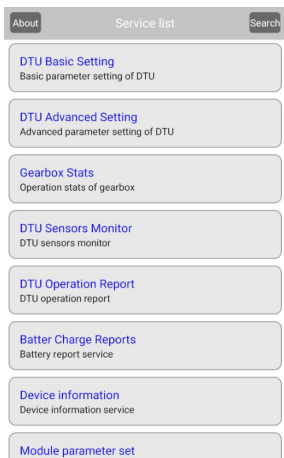 About Service list Search
DTU Basic Setting
Basic parameter setting of DTU
DTU Advanced Setting
Advanced parameter setting of DTU
Gearbox Stats
Operation stats of gearbox
DTU Sensors Monitor
DTU sensors monitor
DTU Operation Report
DTU operation report
Batter Charge Reports
Battery report service
Device information
Device information service
Module parameter set